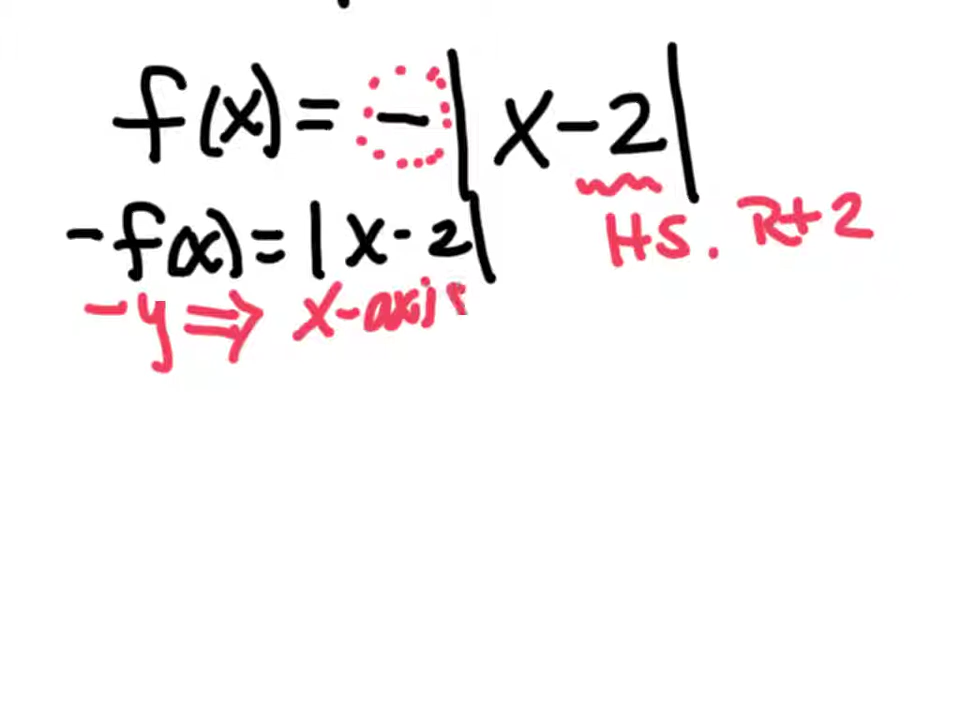 f(x) = -|x-2|
HS. R+2
-f(x) = |x-2|
-y ⇒ x-axis